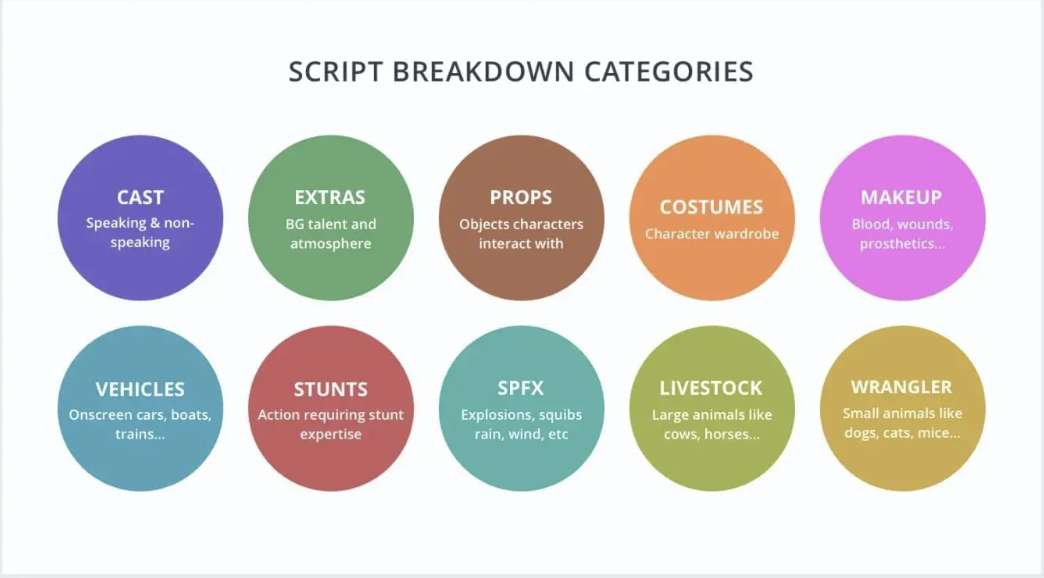 SCRIPT BREAKDOWN CATEGORIES
CAST
Speaking & non-
speaking
EXTRAS
BG talent and
atmosphere
PROPS
Objects characters
interact with
COSTUMES
Character wardrobe
MAKEUP
Blood, wounds,
prosthetics...
VEHICLES
Onscreen cars, boats,
trains...
STUNTS
Action requiring stunt
expertise
SPFX
Explosions, squibs
rain, wind, etc
LIVESTOCK
Large animals like
cows, horses...
WRANGLER
Small animals like
dogs, cats, mice...